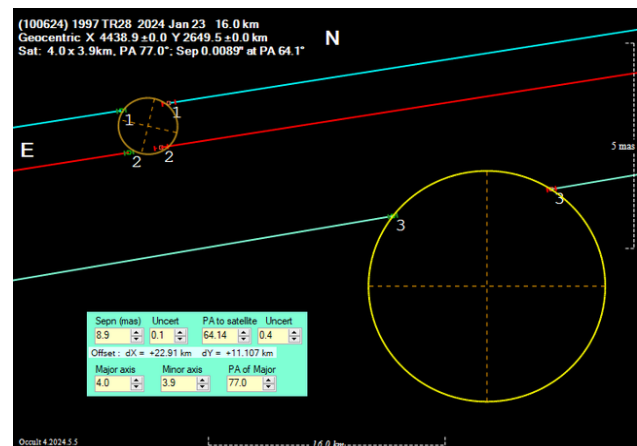 (100624) 1997 TR28 2024 Jan 23 16.0 km
Geocentric X 4438.9 ±0.0 Y 2649.5 ±0.0 km
Sat: 4.0 x 3.9km, PA 77.0°; Sep 0.0089" at PA 64.1°
N
1 1
E
2 2
5 mas
3
3
Sepn (mas) Uncert PA to satellite Uncert
8.9 0.1 64.14 0.4
Offset : dX = +22.91 km dY = +11.107 km
Major axis Minor axis PA of Major
4.0 3.9 77.0
Occult 4.2024.5.5
16.0 km